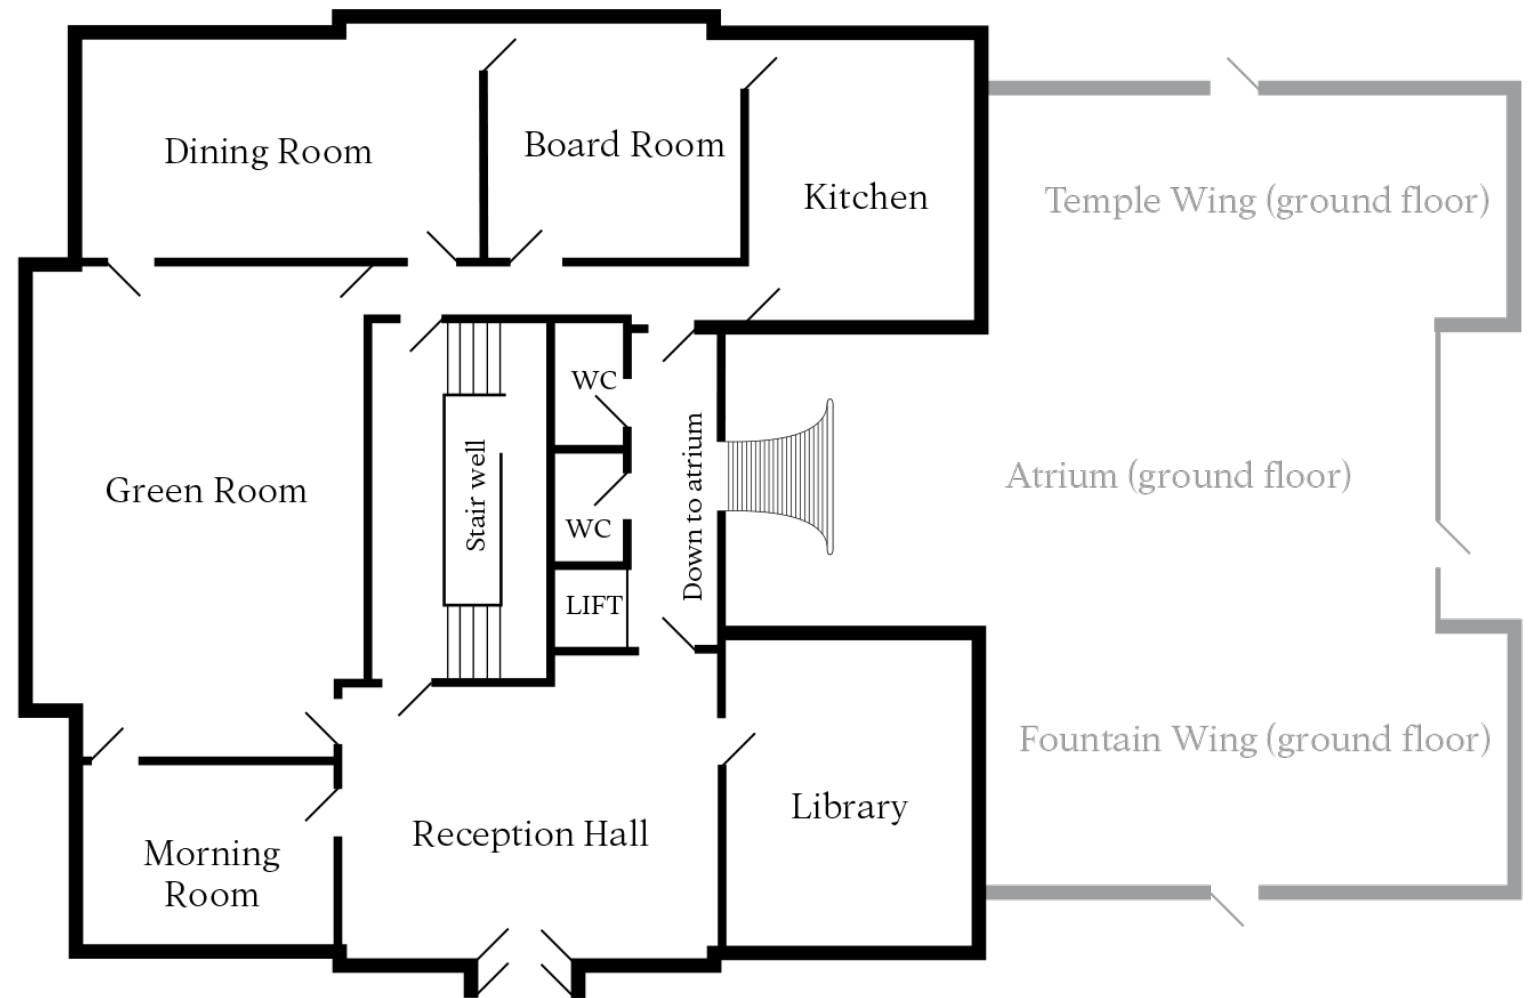 Dining Room
Board Room
Kitchen
Temple Wing (ground floor)
WC
Green Room
Stair well
WC
LIFT
Down to atrium
Atrium (ground floor)
Fountain Wing (ground floor)
Morning
Room
Reception Hall
Library